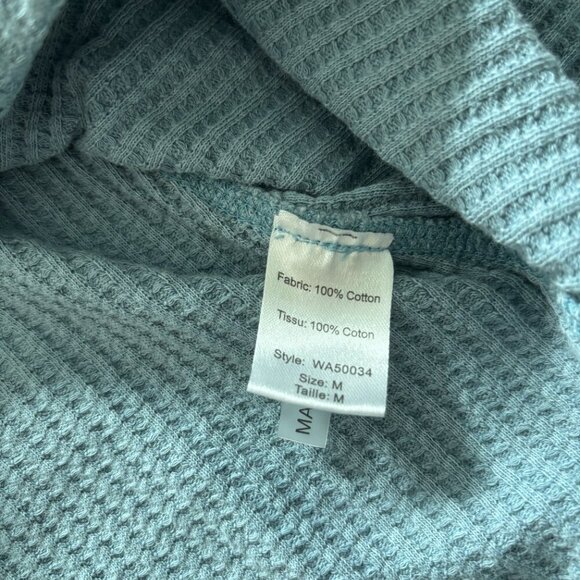 Fabric: 100% Cotton
Tissu: 100% Coton
Style: WA50034
Size: M
Taille: M
MA